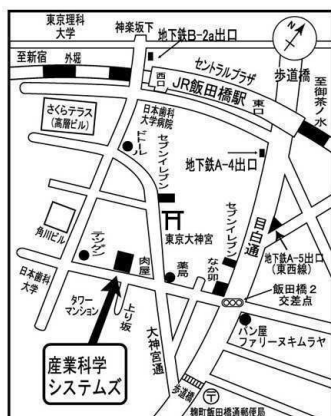 東京理科
大学
神楽坂下
地下鉄B-2a出口
N
至新宿
外堀
セントラルプラザ
歩道橋
西口
JR飯田橋駅
東口
至御茶ノ水
さくらテラス
(高層ビル)
日本歯科
大学病院
ドトール
セブンイレブン
地下鉄A-4出口
角川ビル
東京大神宮
セブンイレブン
目白通
地下鉄A-5出口
(東西線)
テンゲン
肉屋
薬局
なか卯
飯田橋2
交差点
日本歯科
大学
タワー
マンション
上り坂
大神宮通
パン屋
ファリーヌキムラヤ
産業科学
システムズ
歩道橋
〒
麹町飯田橋通郵便局